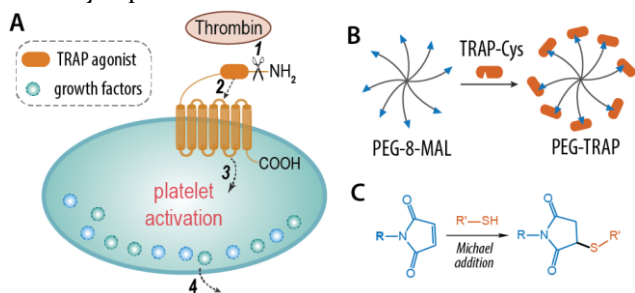 A
Thrombin
1
TRAP agonist
growth factors
2
NH2
3
COOH
platelet
activation
4
B
TRAP-Cys
PEG-8-MAL
PEG-TRAP
C
O
R-N
O
R'-SH
Michael
addition
O
R-N
S
R'
O